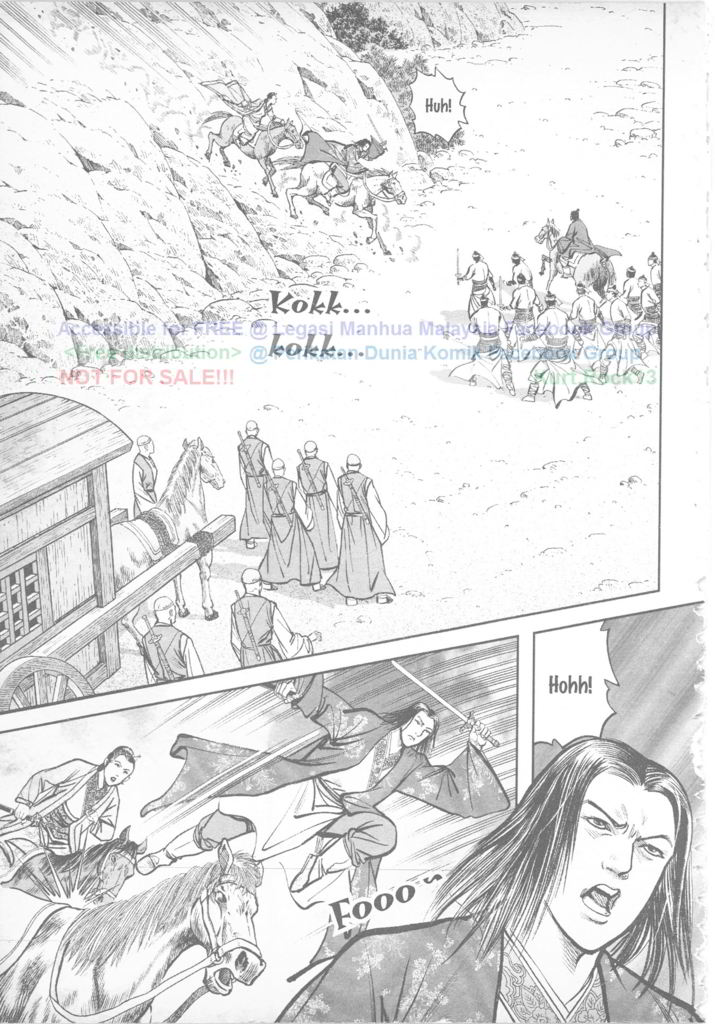 Huh!
Kokk...
kokk...
Accessible for FREE @ Legasi Manhua Malaysia Facebook Group
<Free distribution> @ Dunia Komik Facebook Group
NOT FOR SALE!!!
Hohh!
Fooo~s